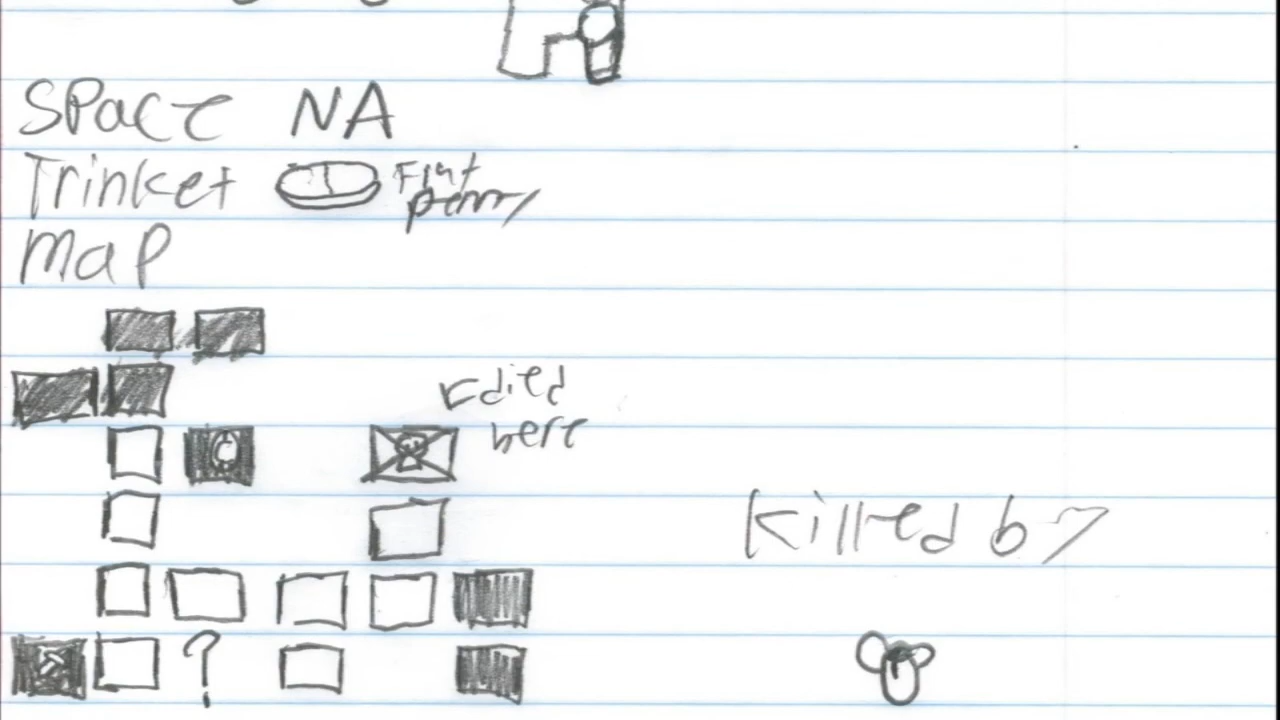 SPace NA
Trinket Flat
penny
map
<died
here
killed by
?